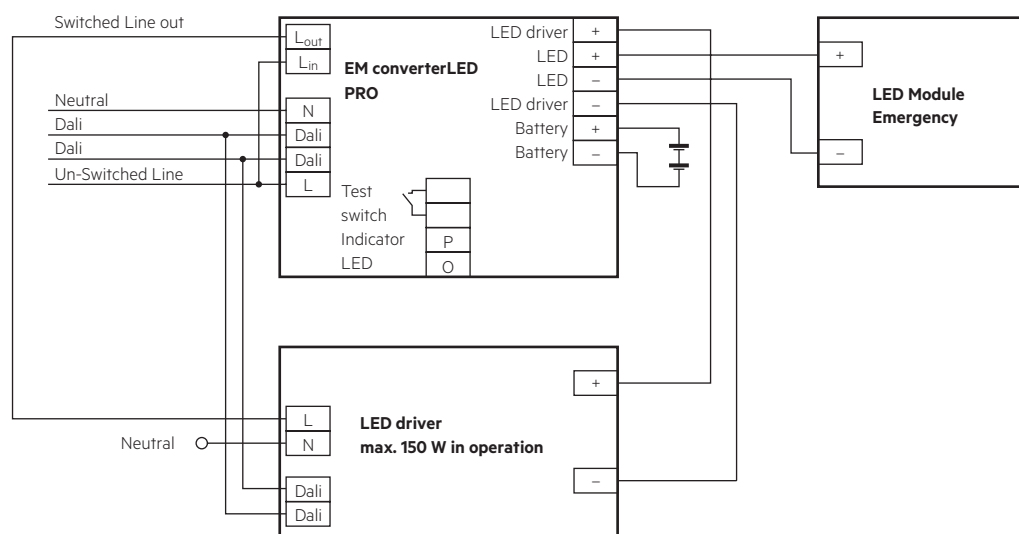 Switched Line out
Lout
Lin
Neutral
N
Dali
Dali
Dali
Dali
Un-Switched Line
L
EM converterLED
PRO
Test
switch
Indicator
P
LED
O
LED driver +
LED +
LED –
LED driver –
Battery +
Battery –
+
–
LED Module
Emergency
L
Neutral
N
Dali
Dali
LED driver
max. 150 W in operation
+
–